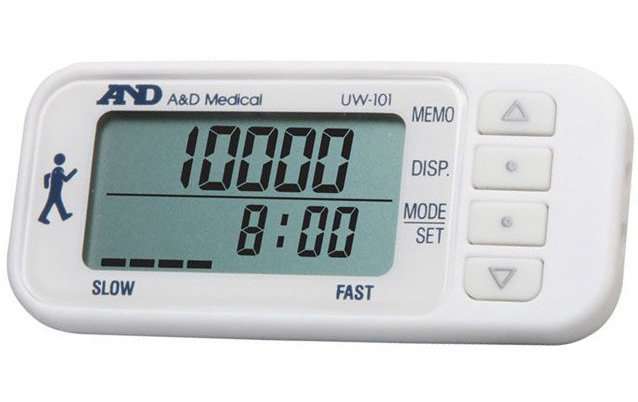 AND A&D Medical UW-101
MEMO
10000
DISP.
8:00
MODE
SET
SLOW FAST